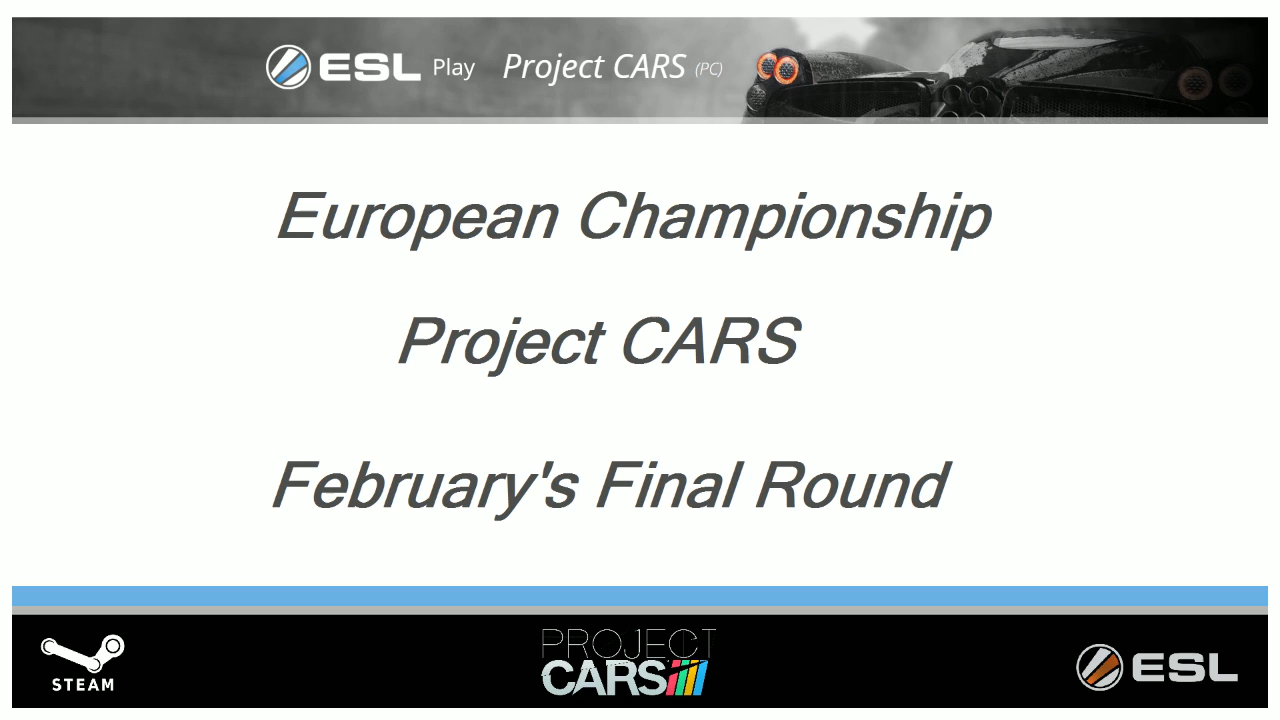 ESL Play Project CARS (PC)
European Championship
Project CARS
February's Final Round
STEAM
PROJECT
CARS
ESL